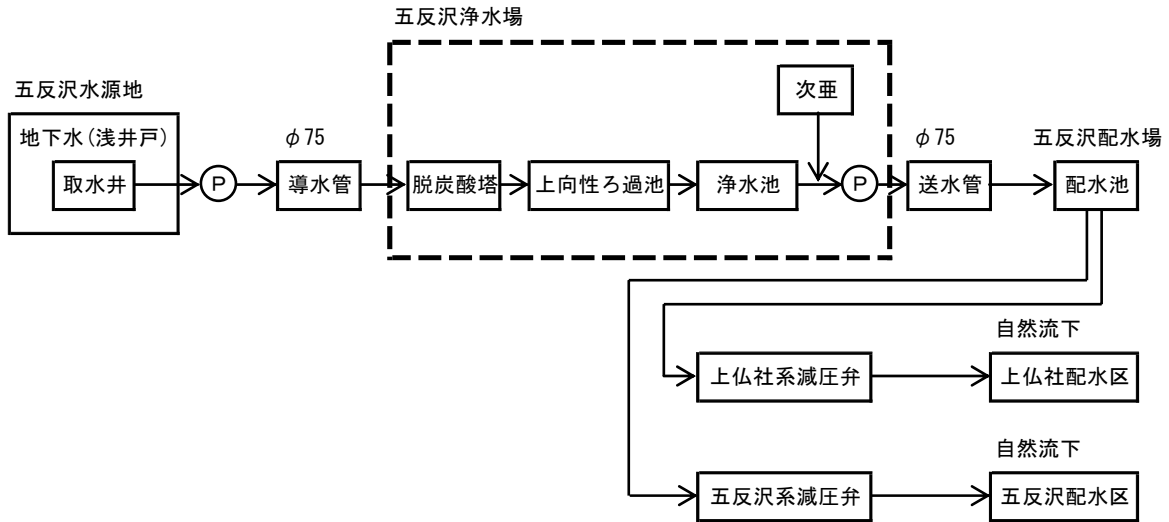 五反沢浄水場
五反沢水源地
次亜
地下水(浅井戸)
φ75
φ75
五反沢配水場
取水井
P
導水管
脱炭酸塔
上向性ろ過池
浄水池
P
送水管
配水池
自然流下
上仏社系減圧弁
上仏社配水区
自然流下
五反沢系減圧弁
五反沢配水区